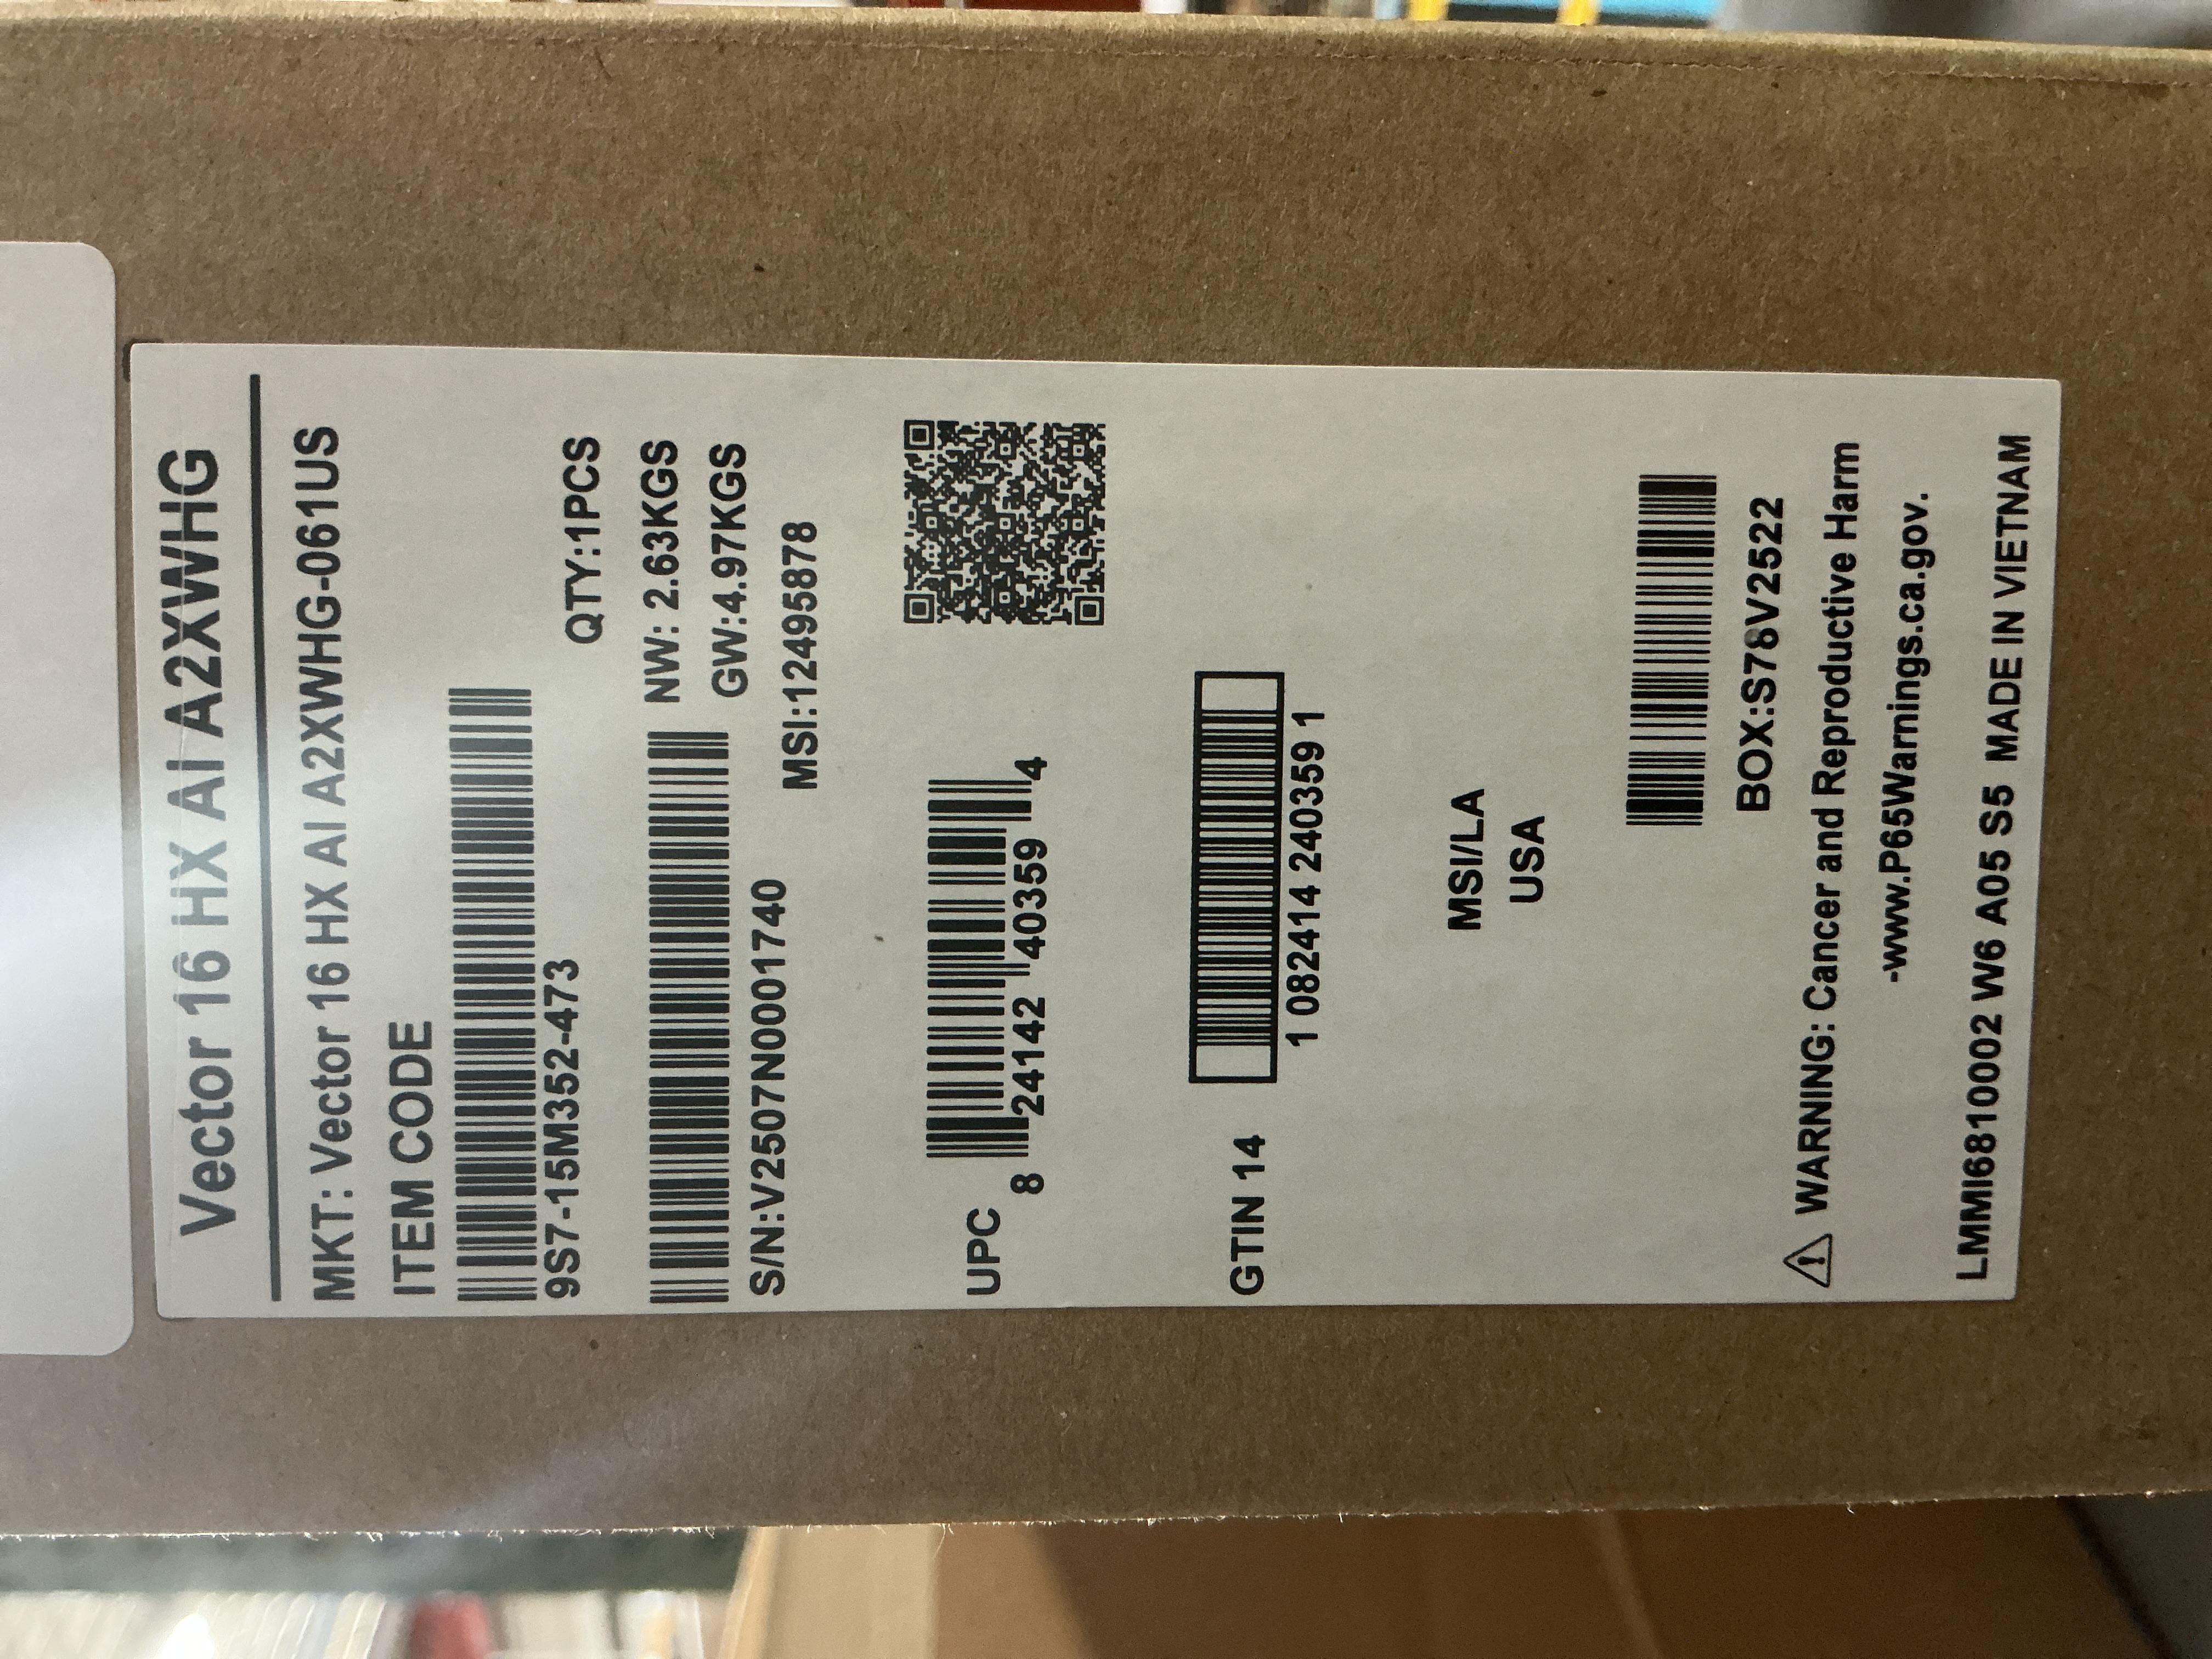 Vector 16 HX AI A2XWHG
MKT: Vector 16 HX AI A2XWHG-061US
ITEM CODE
9S7-15M352-473
QTY:1PCS
NW: 2.63KGS
GW:4.97KGS
S/N:V2507N0001740
MSI:12495878
UPC
8 24142 40359 4
GTIN 14
1 082414 240359 1
MSI/LA
USA
BOX:S78V2522
WARNING: Cancer and Reproductive Harm
-www.P65Warnings.ca.gov.
LMMI6810002 W6 A05 S5 MADE IN VIETNAM